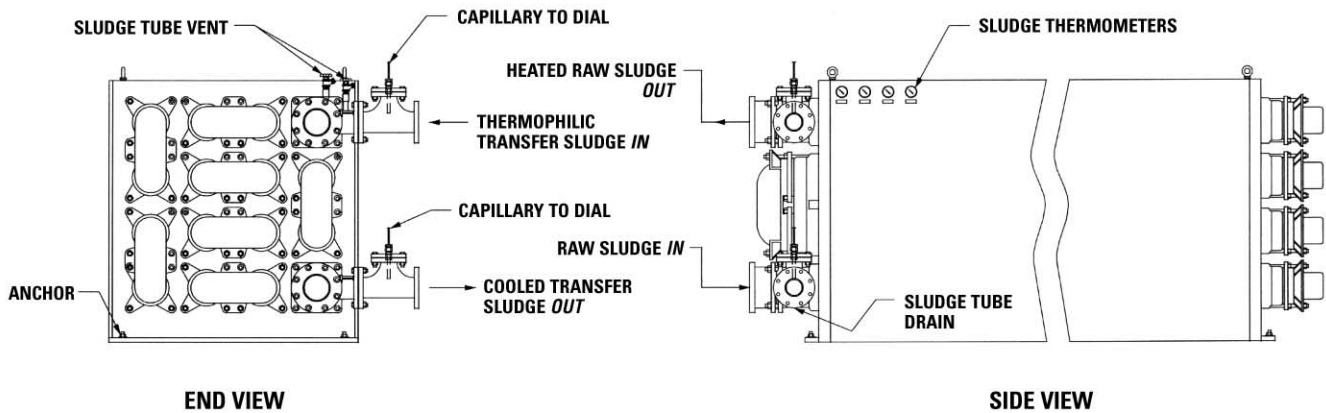 CAPILLARY TO DIAL
SLUDGE TUBE VENT
SLUDGE THERMOMETERS
HEATED RAW SLUDGE
OUT
THERMOPHILIC
TRANSFER SLUDGE IN
CAPILLARY TO DIAL
RAW SLUDGE IN
ANCHOR
COOLED TRANSFER
SLUDGE OUT
SLUDGE TUBE
DRAIN
END VIEW
SIDE VIEW